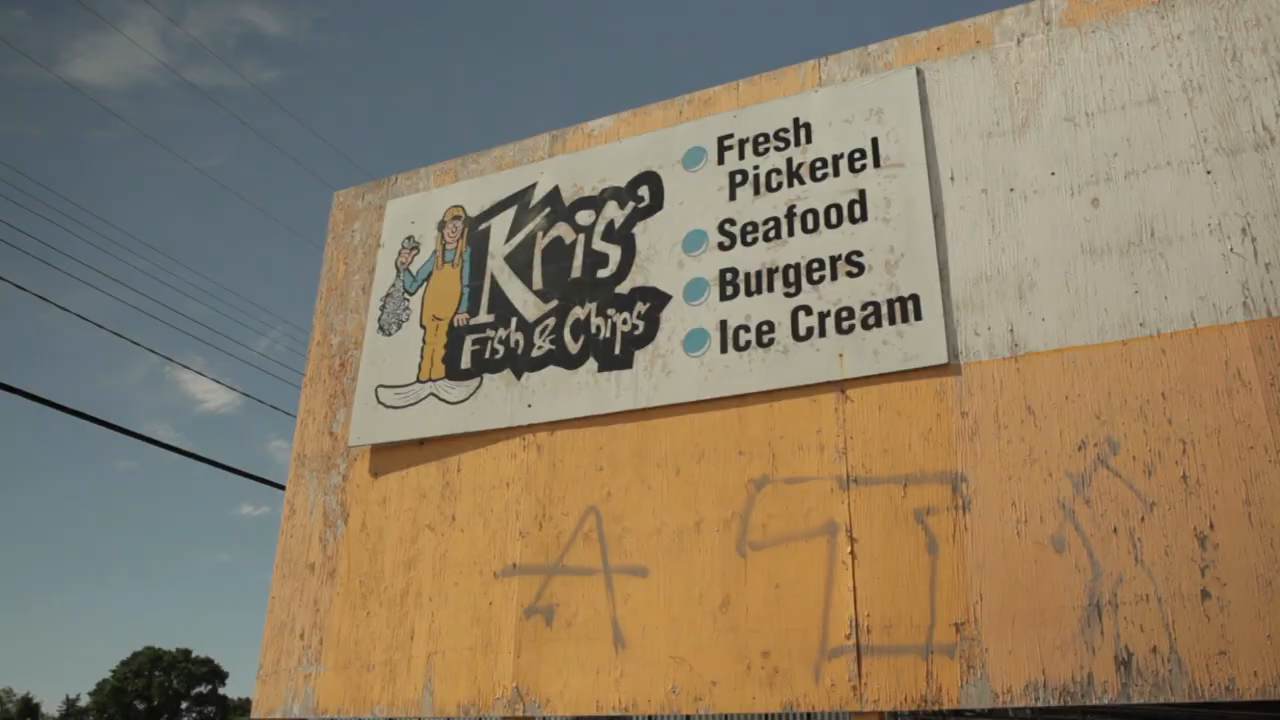 Kris'
Fish & Chips
Fresh
Pickerel
Seafood
Burgers
Ice Cream